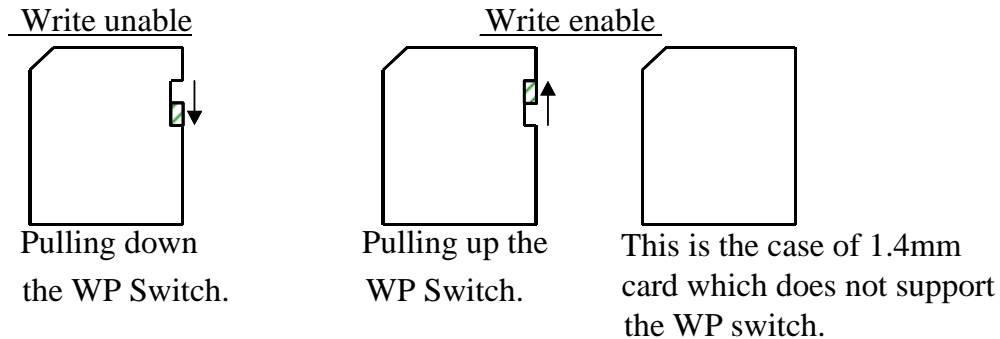 Write unable
Write enable
Pulling down
the WP Switch.
Pulling up the
WP Switch.
This is the case of 1.4mm
card which does not support
the WP switch.